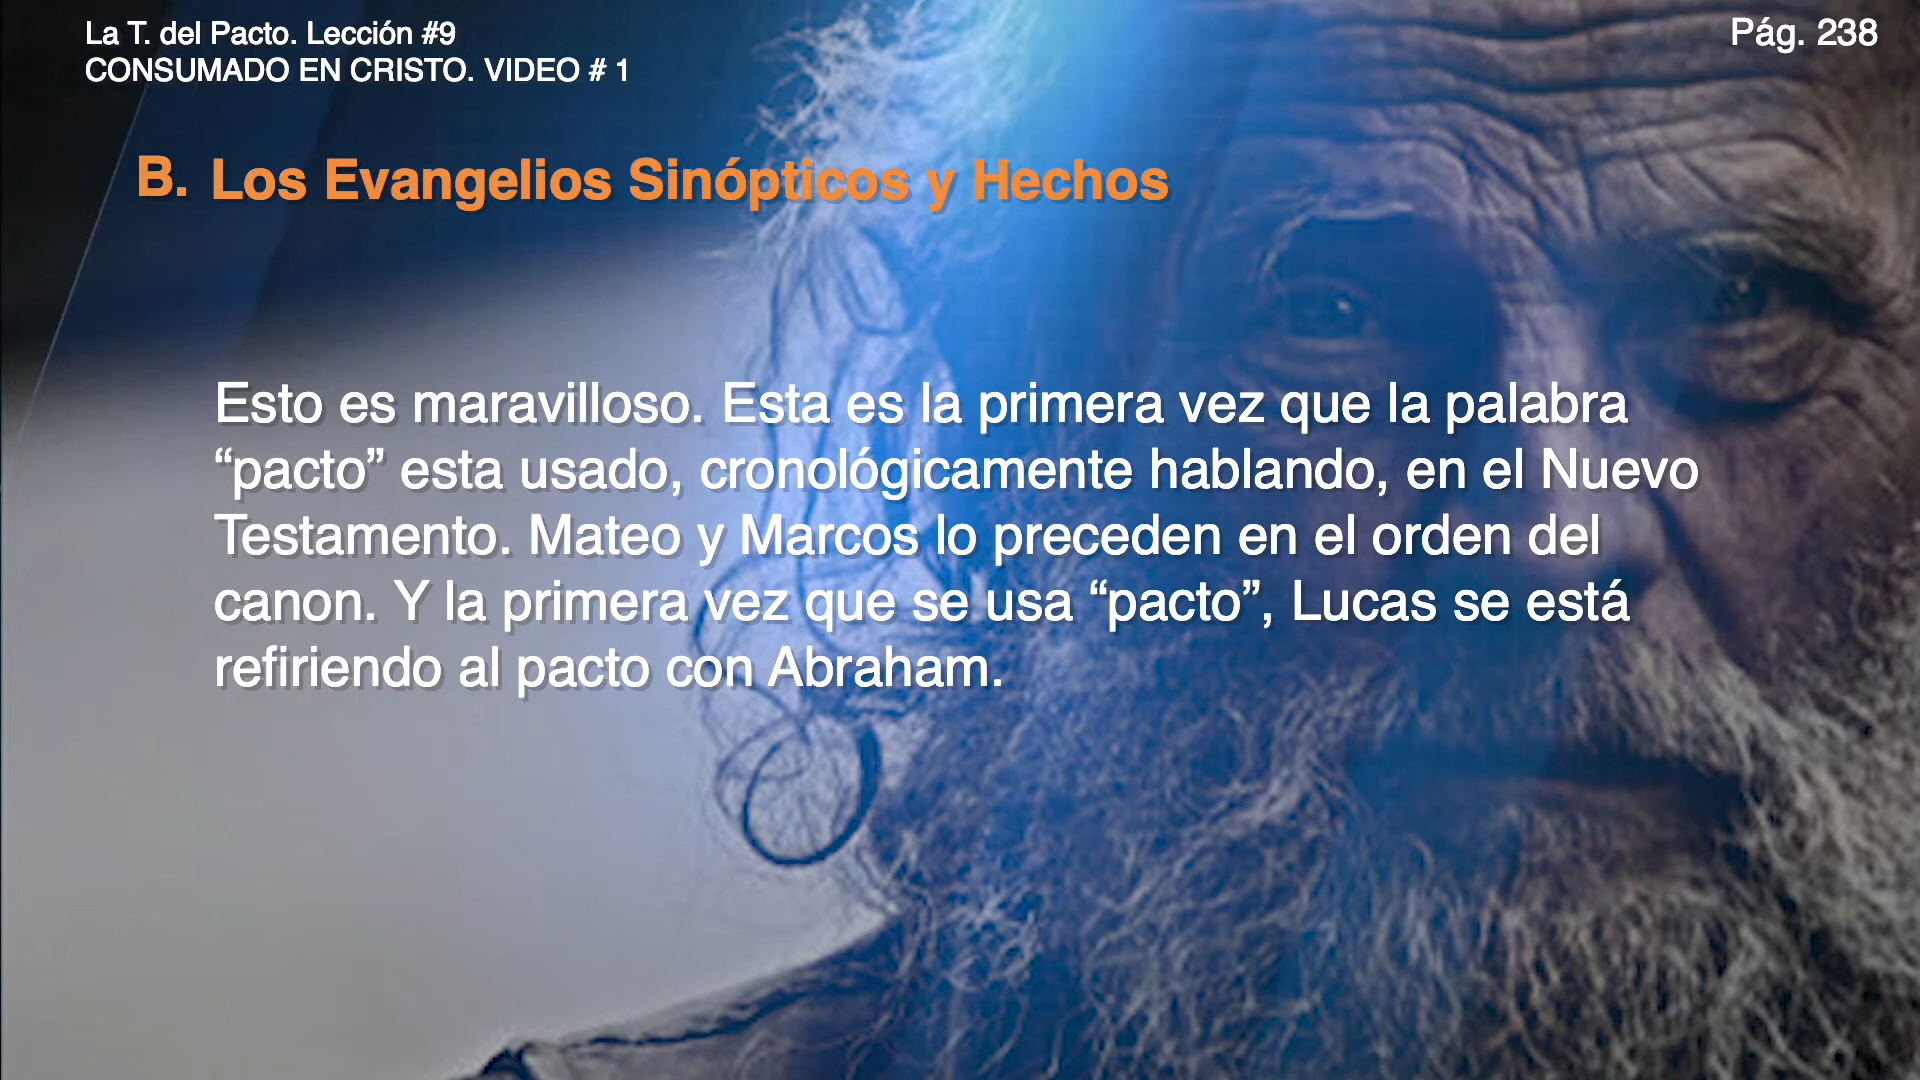 La T. del Pacto. Lección #9
CONSUMADO EN CRISTO. VIDEO # 1
Pág. 238
B. Los Evangelios Sinópticos y Hechos
Esto es maravilloso. Esta es la primera vez que la palabra
“pacto” esta usado, cronológicamente hablando, en el Nuevo
Testamento. Mateo y Marcos lo preceden en el orden del
canon. Y la primera vez que se usa “pacto”, Lucas se está
refiriendo al pacto con Abraham.